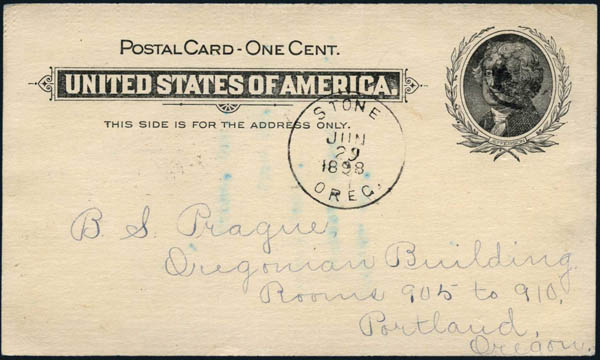 POSTAL CARD - ONE CENT.
UNITED STATES OF AMERICA.
THIS SIDE IS FOR THE ADDRESS ONLY.
STONE
JUN
29
1898
OREG.
B. S. Prague,
Oregonian Building
Rooms 905 to 910,
Portland,
Oregon.